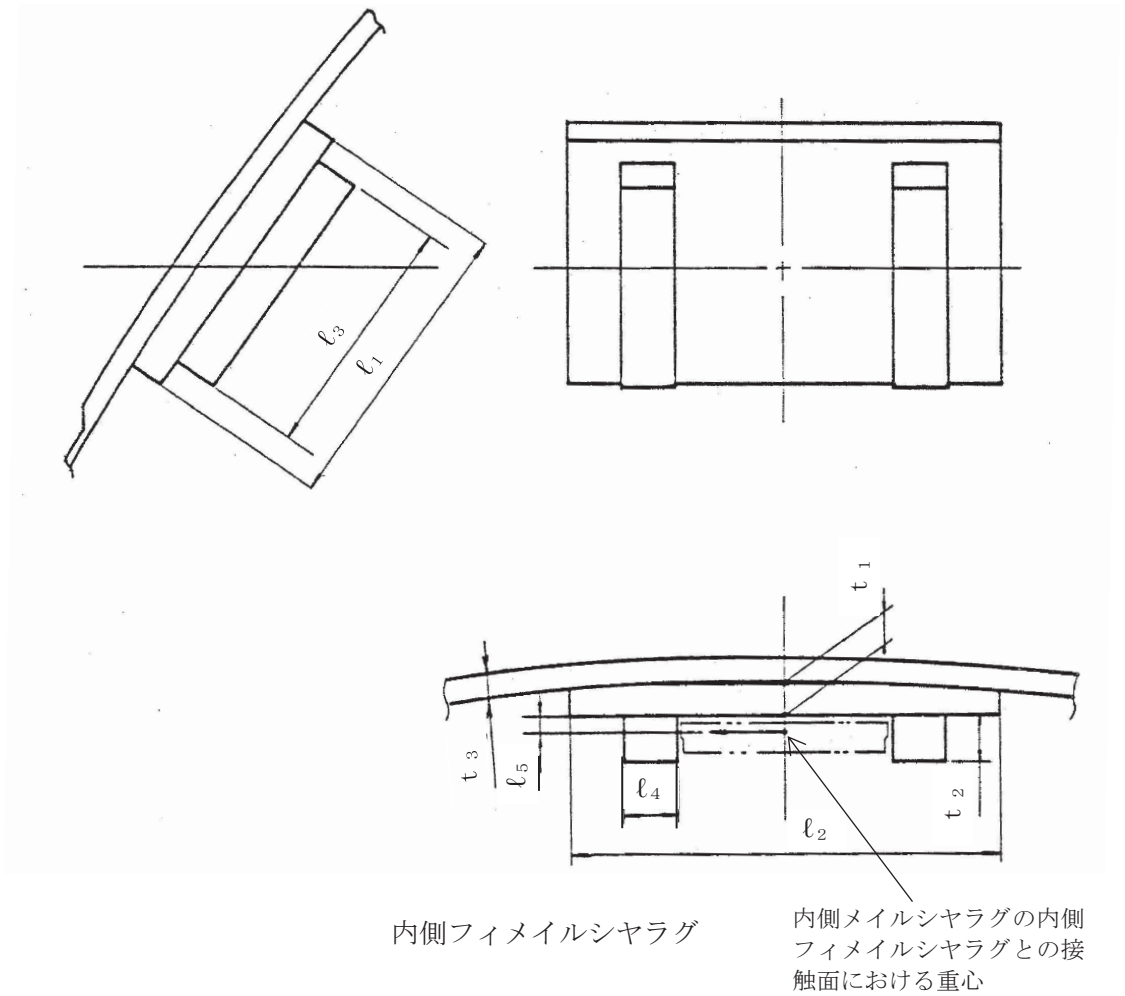 ℓ₃
ℓ₁
t₁
t₃
ℓ₅
ℓ₄
t₂
ℓ₂
内側フィメイルシヤラグ
内側メイルシヤラグの内側
フィメイルシヤラグとの接
触面における重心